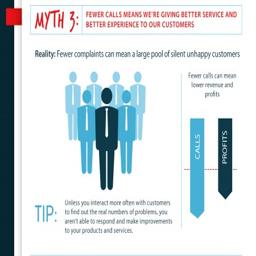 MYTH 3:
FEWER CALLS MEANS WE'RE GIVING BETTER SERVICE AND
BETTER EXPERIENCE TO OUR CUSTOMERS
Reality: Fewer complaints can mean a large pool of silent unhappy customers
Fewer calls can mean
lower revenue and
profits
CALLS
PROFITS
TIP:
Unless you interact more often with customers
to find out the real numbers of problems, you
aren't able to respond and make improvements
to your products and services.